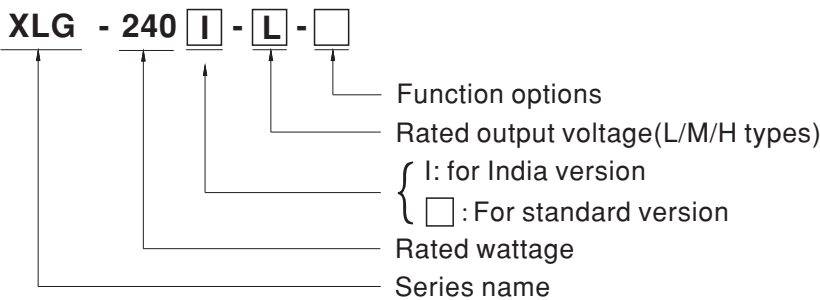 XLG - 240 I - L - □
Function options
Rated output voltage(L/M/H types)
I: for India version
□ : For standard version
Rated wattage
Series name